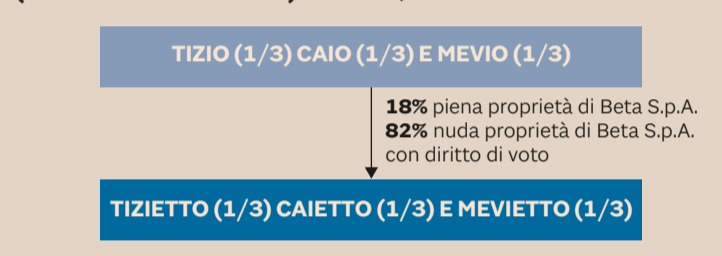 TIZIO (1/3) CAIO (1/3) E MEVIO (1/3)
18% piena proprietà di Beta S.p.A.
82% nuda proprietà di Beta S.p.A.
con diritto di voto
TIZIETTO (1/3) CAIETTO (1/3) E MEVIETTO (1/3)